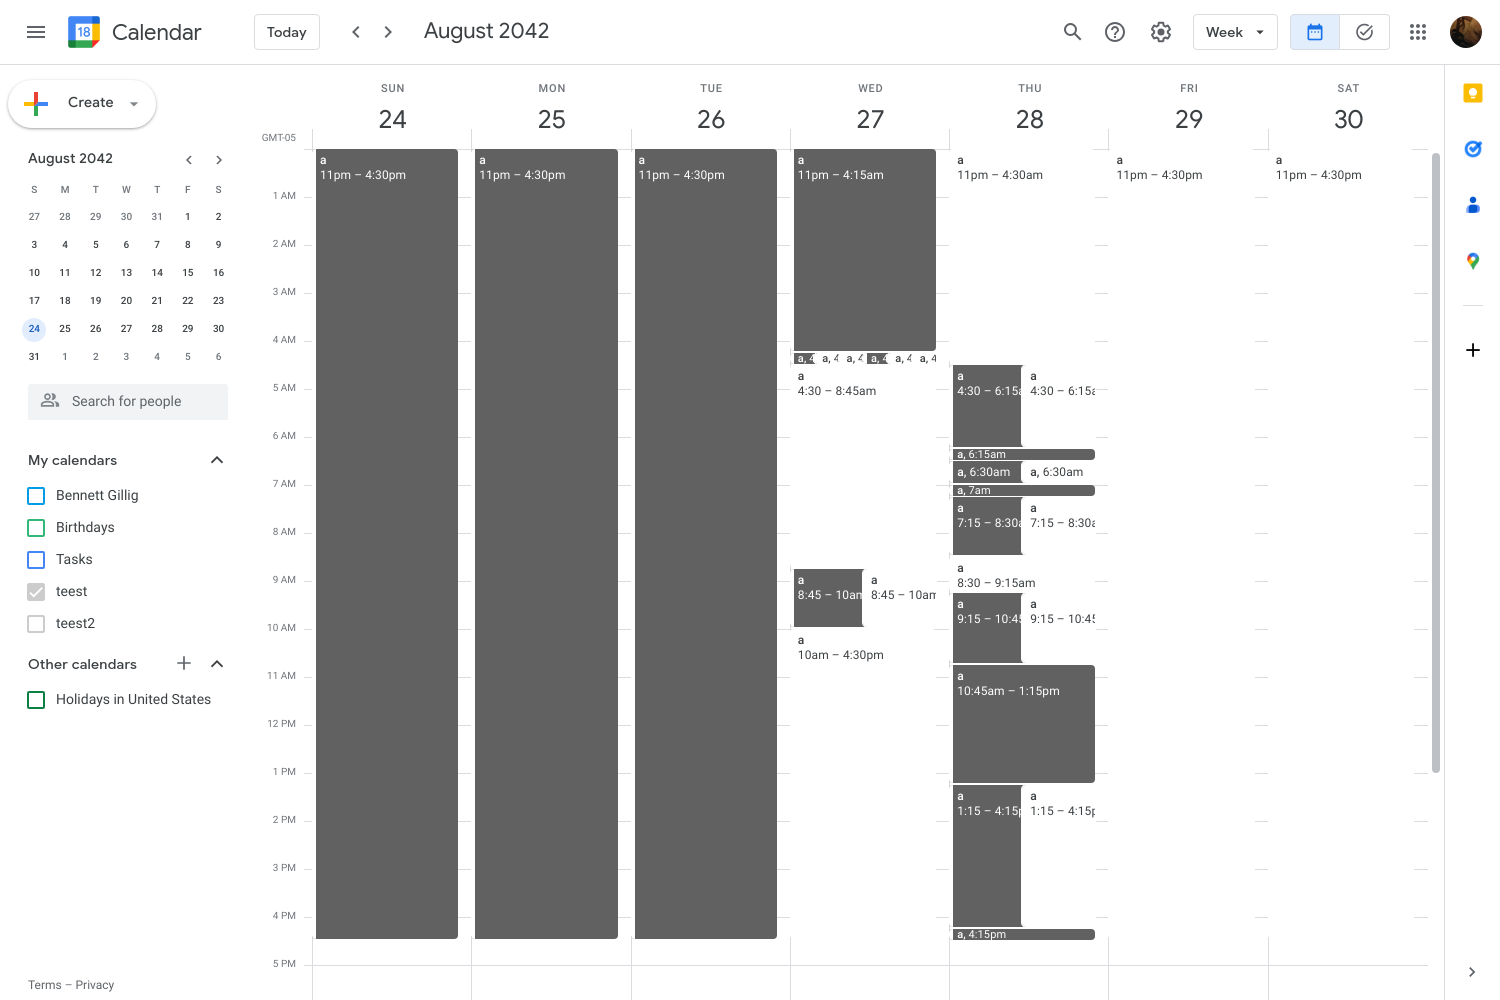 18 Calendar
Today
August 2042
Week
Create
August 2042
S M T W T F S
27 28 29 30 31 1 2
3 4 5 6 7 8 9
10 11 12 13 14 15 16
17 18 19 20 21 22 23
24 25 26 27 28 29 30
31 1 2 3 4 5 6
Search for people
My calendars
Bennett Gillig
Birthdays
Tasks
teest
teest2
Other calendars
Holidays in United States
Terms – Privacy
GMT-05
SUN MON TUE WED THU FRI SAT
24 25 26 27 28 29 30
1 AM
2 AM
3 AM
4 AM
5 AM
6 AM
7 AM
8 AM
9 AM
10 AM
11 AM
12 PM
1 PM
2 PM
3 PM
4 PM
5 PM
a
11pm – 4:30pm
a
11pm – 4:30pm
a
11pm – 4:30pm
a
11pm – 4:15am
a, 4 a, 4 a, 4 a, 4 a, 4 a, 4
a
4:30 – 8:45am
a
8:45 – 10am
a
8:45 – 10am
a
10am – 4:30pm
a
11pm – 4:30am
a
4:30 – 6:15a
a
4:30 – 6:15a
a, 6:15am
a, 6:30am
a, 6:30am
a, 7am
a
7:15 – 8:30a
a
7:15 – 8:30a
a
8:30 – 9:15am
a
9:15 – 10:45
a
9:15 – 10:45
a
10:45am – 1:15pm
a
1:15 – 4:15p
a
1:15 – 4:15p
a, 4:15pm
a
11pm – 4:30pm
a
11pm – 4:30pm